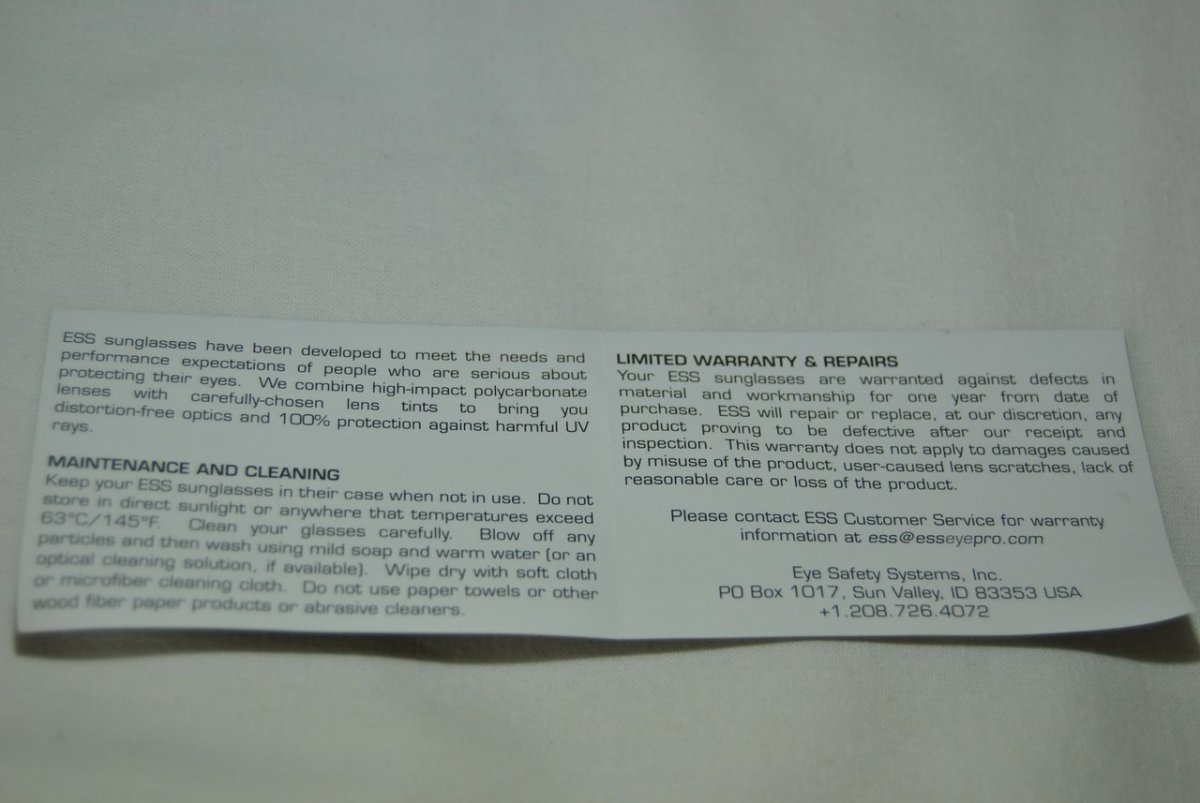 ESS sunglasses have been developed to meet the needs and
performance expectations of people who are serious about
protecting their eyes. We combine high-impact polycarbonate
lenses with carefully-chosen lens tints to bring you
distortion-free optics and 100% protection against harmful UV
rays.
MAINTENANCE AND CLEANING
Keep your ESS sunglasses in their case when not in use. Do not
store in direct sunlight or anywhere that temperatures exceed
63°C/145°F. Clean your glasses carefully. Blow off any
particles and then wash using mild soap and warm water (or an
optical cleaning solution, if available). Wipe dry with soft cloth
or microfiber cleaning cloth. Do not use paper towels or other
wood fiber paper products or abrasive cleaners.
LIMITED WARRANTY & REPAIRS
Your ESS sunglasses are warranted against defects in
material and workmanship for one year from date of
purchase. ESS will repair or replace, at our discretion, any
product proving to be defective after our receipt and
inspection. This warranty does not apply to damages caused
by misuse of the product, user-caused lens scratches, lack of
reasonable care or loss of the product.
Please contact ESS Customer Service for warranty
information at ess@esseyepro.com
Eye Safety Systems, Inc.
PO Box 1017, Sun Valley, ID 83353 USA
+1.208.726.4072